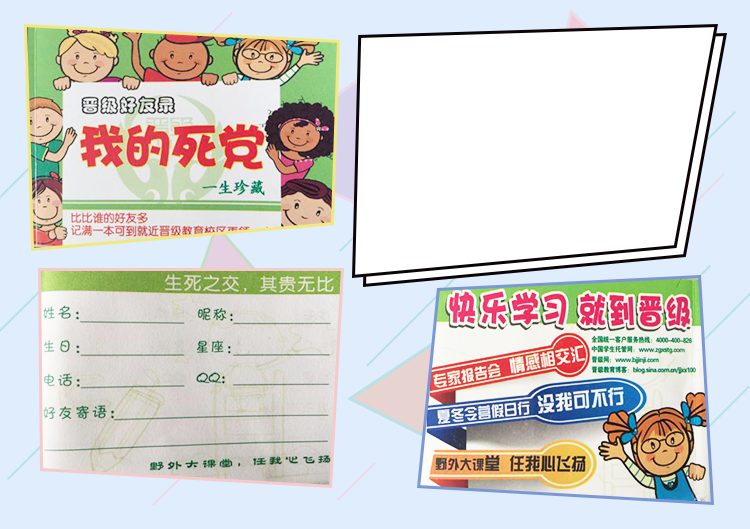 晋级好友录
我的死党
一生珍藏
比比谁的好友多
记满一本可到就近晋级教育校区再领
生死之交，其贵无比
姓名：
昵称：
生日：
星座：
电话：
QQ：
好友寄语：
野外大课堂，任我心飞扬
快乐学习 就到晋级
全国统一客户服务热线：4000-400-826
中国学生托管网：www.zgxstg.com
晋级网：www.bjjinji.com
晋级教育博客：blog.sina.com.cn/jjxx100
专家报告会 情感相交汇
夏冬令营假日行 没我可不行
野外大课堂 任我心飞扬